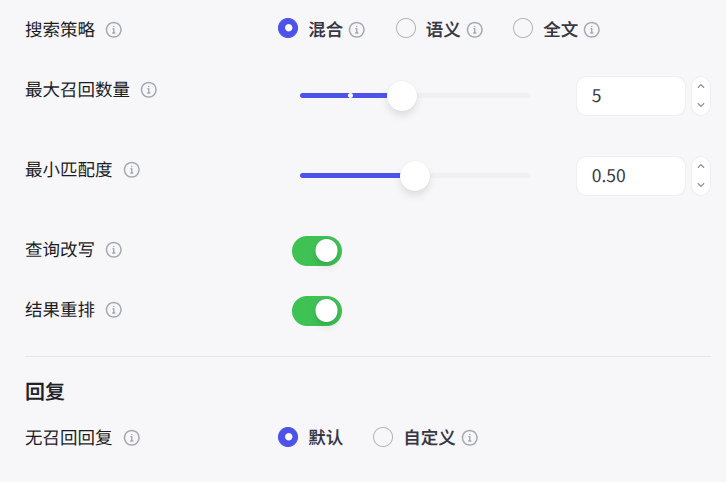 搜索策略 混合 语义 全文
最大召回数量 5
最小匹配度 0.50
查询改写
结果重排
回复
无召回回复 默认 自定义